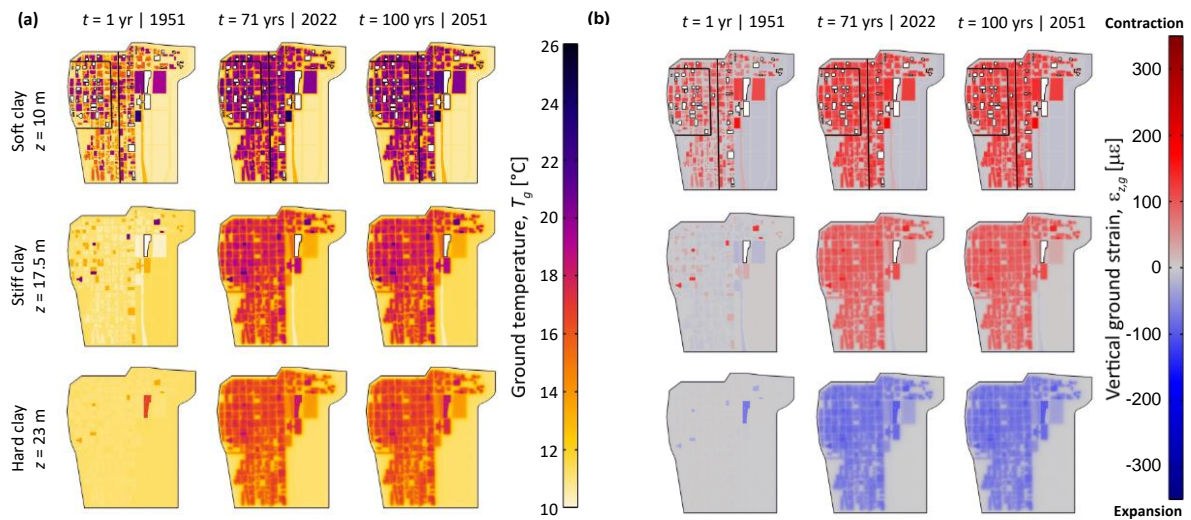 (a)
t = 1 yr | 1951
t = 71 yrs | 2022
t = 100 yrs | 2051
Soft clay
z = 10 m
Stiff clay
z = 17.5 m
Hard clay
z = 23 m
26
24
22
20
18
16
14
12
10
Ground temperature, Tg [°C]
(b)
t = 1 yr | 1951
t = 71 yrs | 2022
t = 100 yrs | 2051
Contraction
300
200
100
0
-100
-200
-300
Expansion
Vertical ground strain, εz,g [με]